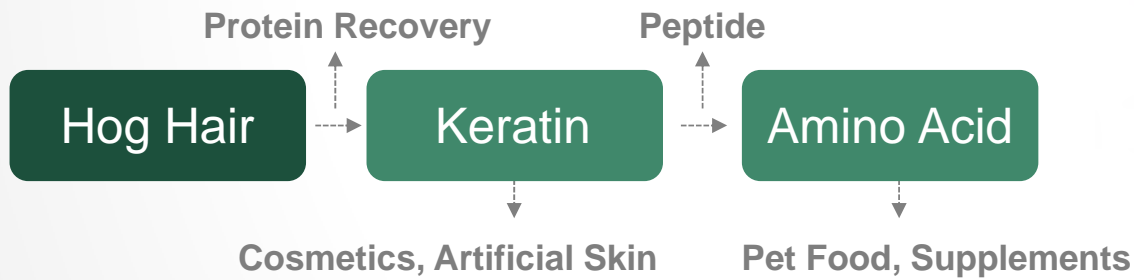 Protein Recovery Peptide
Hog Hair Keratin Amino Acid
Cosmetics, Artificial Skin Pet Food, Supplements